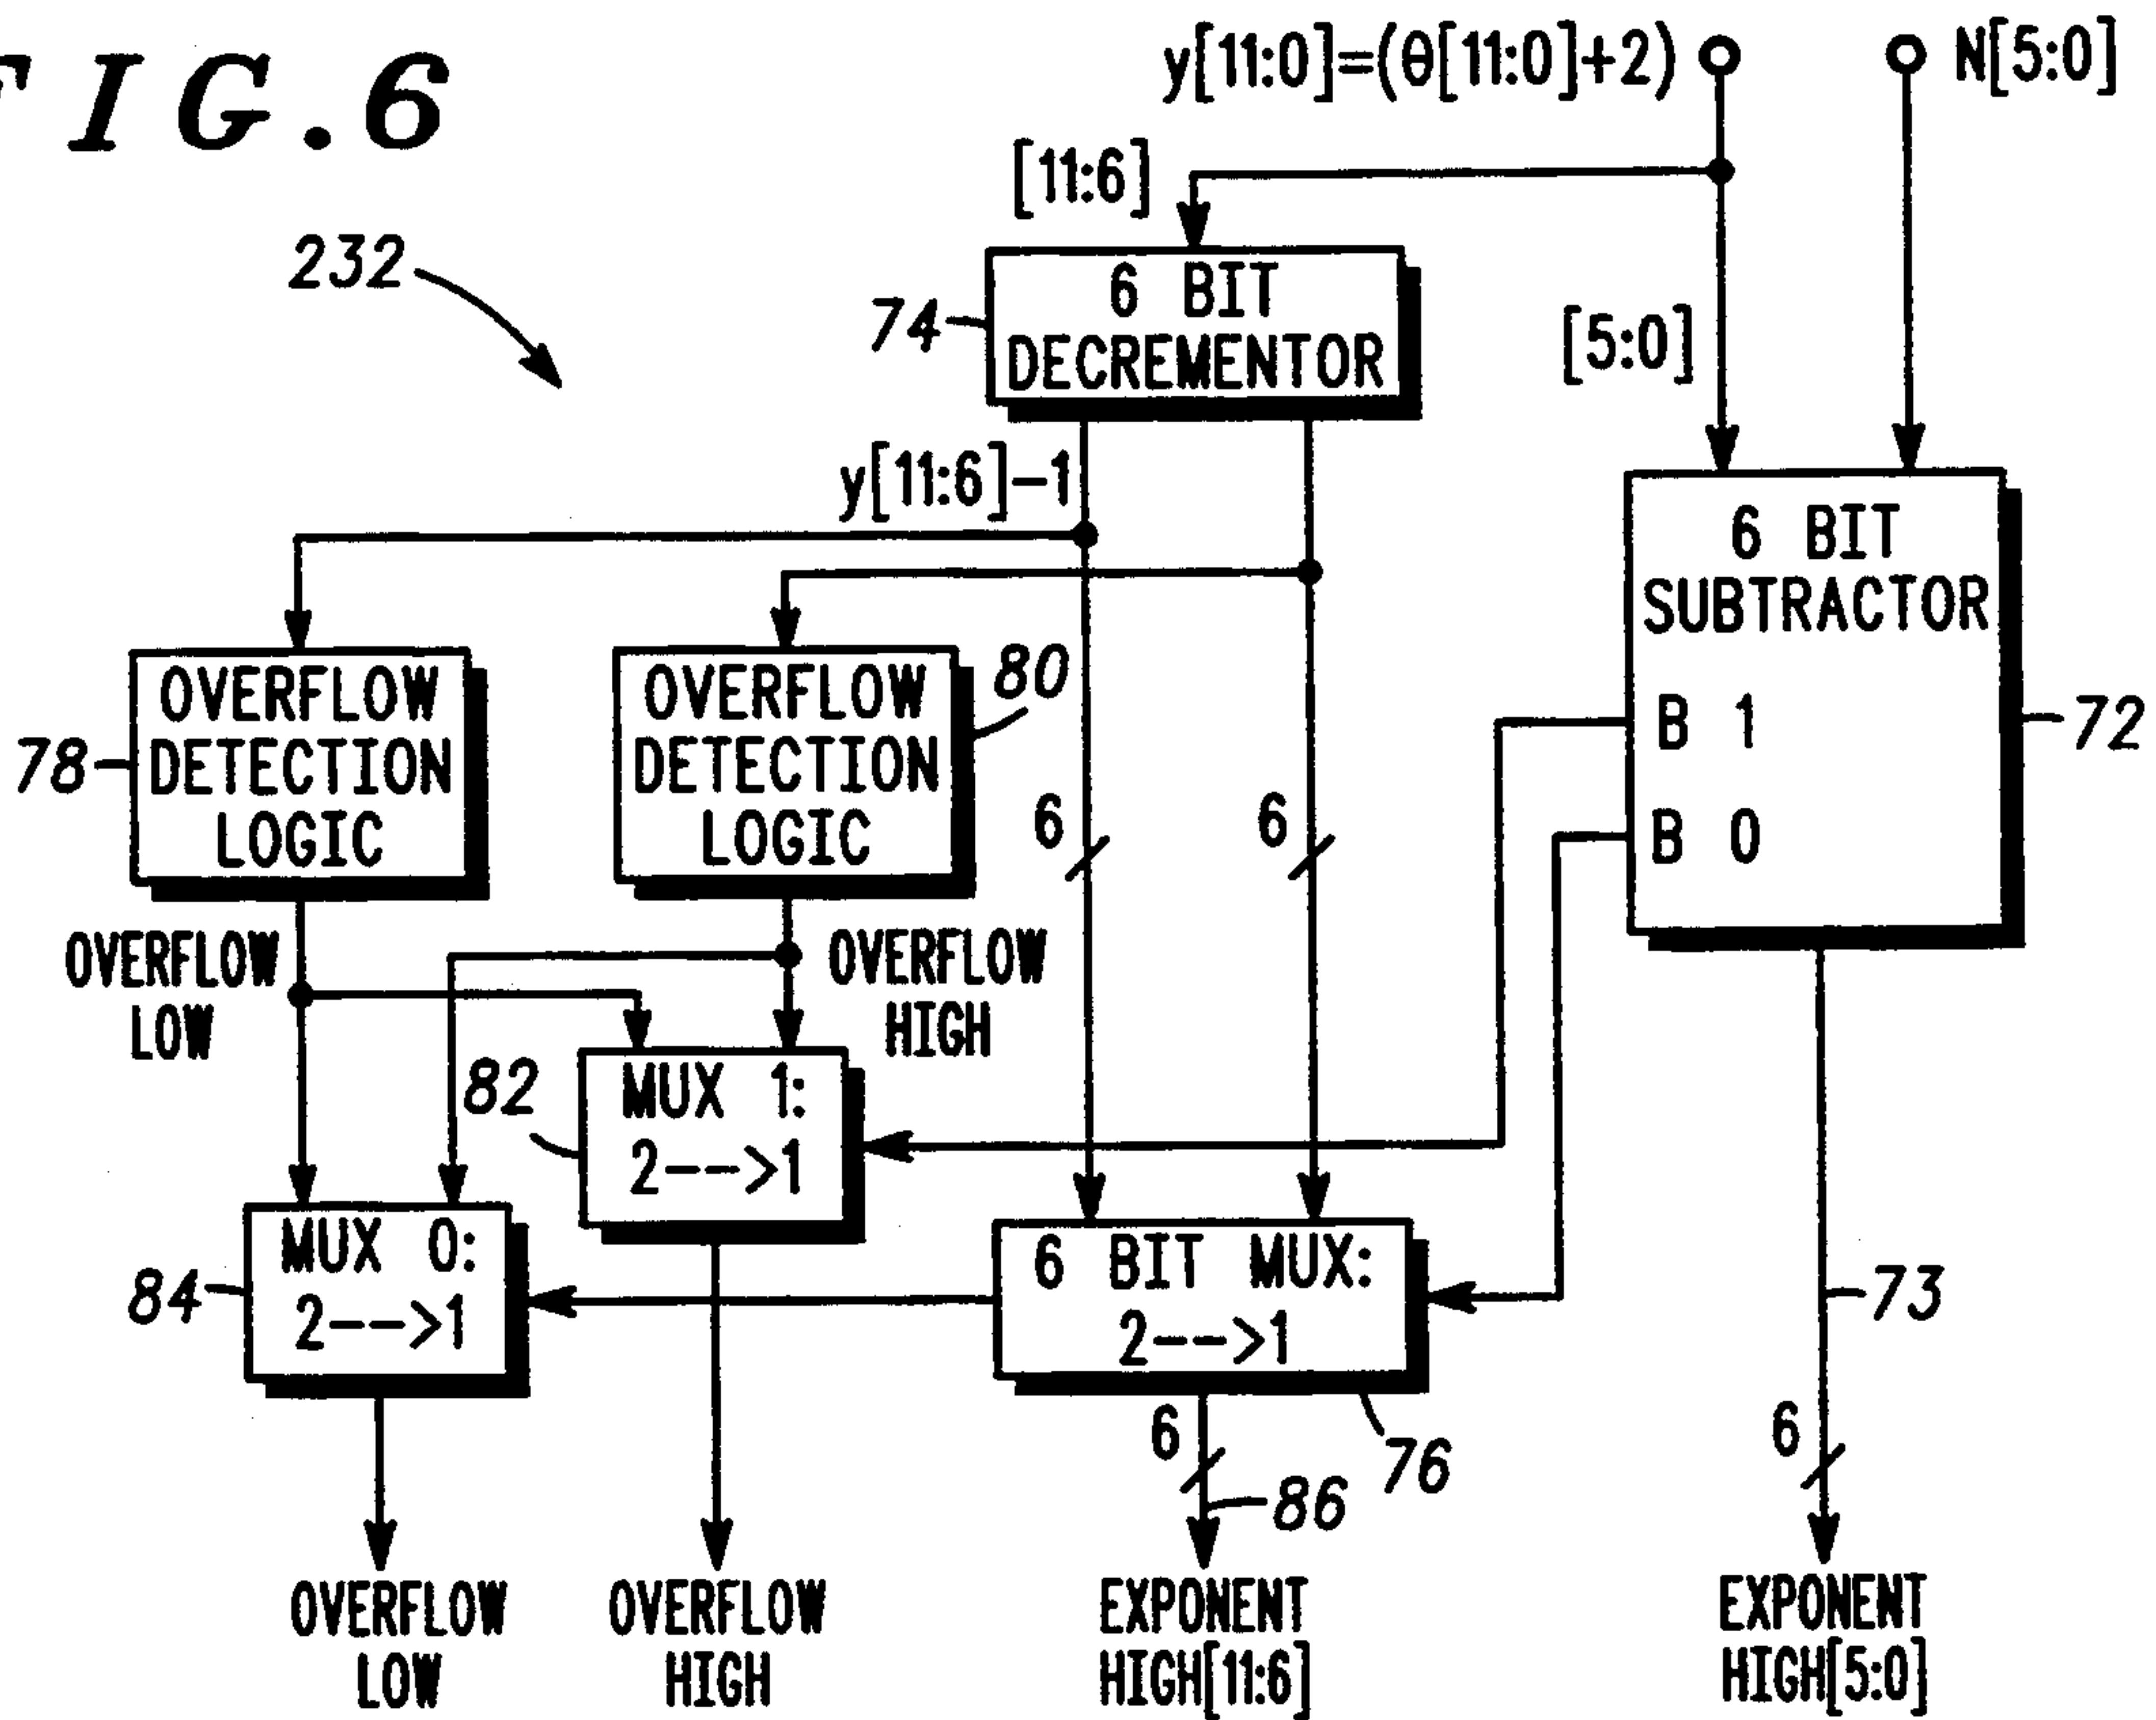 FIG.6
y[11:0]=(θ[11:0]+2)
N[5:0]
[11:6]
232
74
6 BIT
DECREMENTOR
[5:0]
y[11:6]-1
6 BIT
SUBTRACTOR
B 1
B 0
72
78
OVERFLOW
DETECTION
LOGIC
OVERFLOW
DETECTION
LOGIC
80
6
6
OVERFLOW
LOW
OVERFLOW
HIGH
82
MUX 1:
2-->1
84
MUX 0:
2-->1
6 BIT MUX:
2-->1
73
6
76
86
6
OVERFLOW
LOW
OVERFLOW
HIGH
EXPONENT
HIGH[11:6]
EXPONENT
HIGH[5:0]